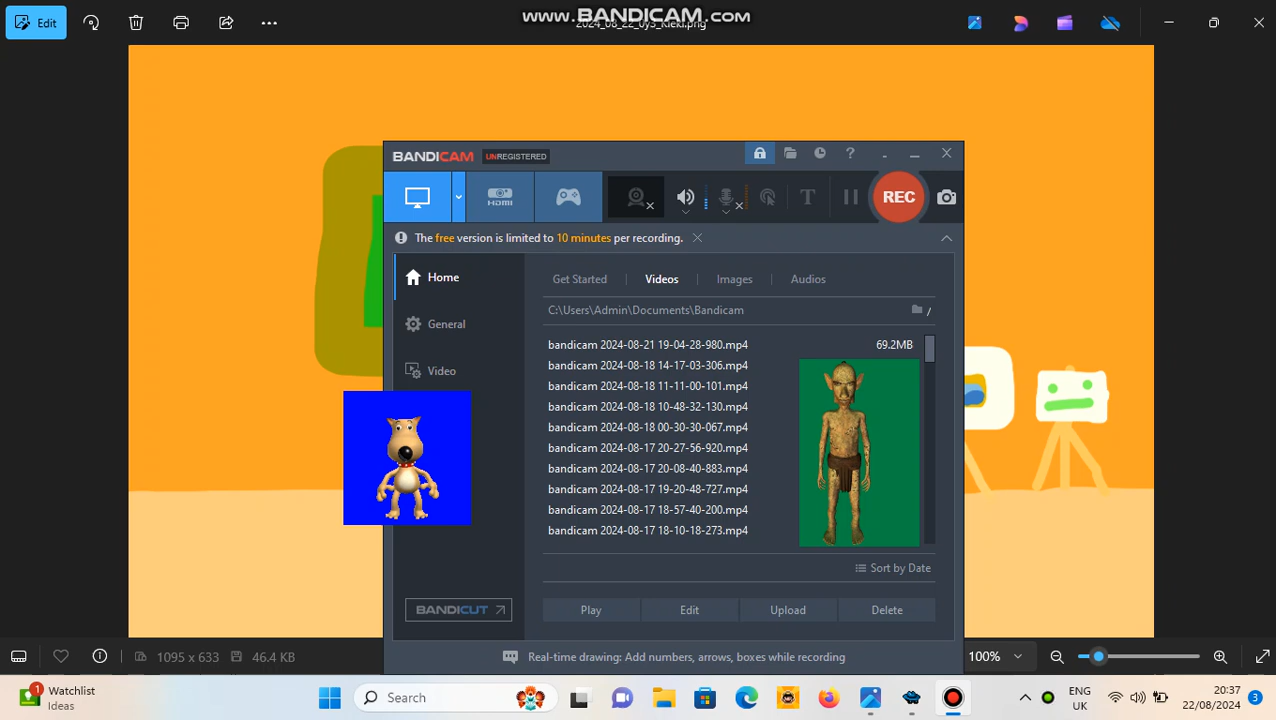 Edit
www.BANDICAM.com
BANDICAM UNREGISTERED
HDMI
REC
The free version is limited to 10 minutes per recording.
Home
General
Video
Get Started
Videos
Images
Audios
C:\Users\Admin\Documents\Bandicam
bandicam 2024-08-21 19-04-28-980.mp4 69.2MB
bandicam 2024-08-18 14-17-03-306.mp4
bandicam 2024-08-18 11-11-00-101.mp4
bandicam 2024-08-18 10-48-32-130.mp4
bandicam 2024-08-18 00-30-30-067.mp4
bandicam 2024-08-17 20-27-56-920.mp4
bandicam 2024-08-17 20-08-40-883.mp4
bandicam 2024-08-17 19-20-48-727.mp4
bandicam 2024-08-17 18-57-40-200.mp4
bandicam 2024-08-17 18-10-18-273.mp4
Sort by Date
BANDICUT
Play
Edit
Upload
Delete
Real-time drawing: Add numbers, arrows, boxes while recording
1095 x 633
46.4 KB
100%
1
Watchlist
Ideas
Search
ENG
UK
20:37
22/08/2024
3